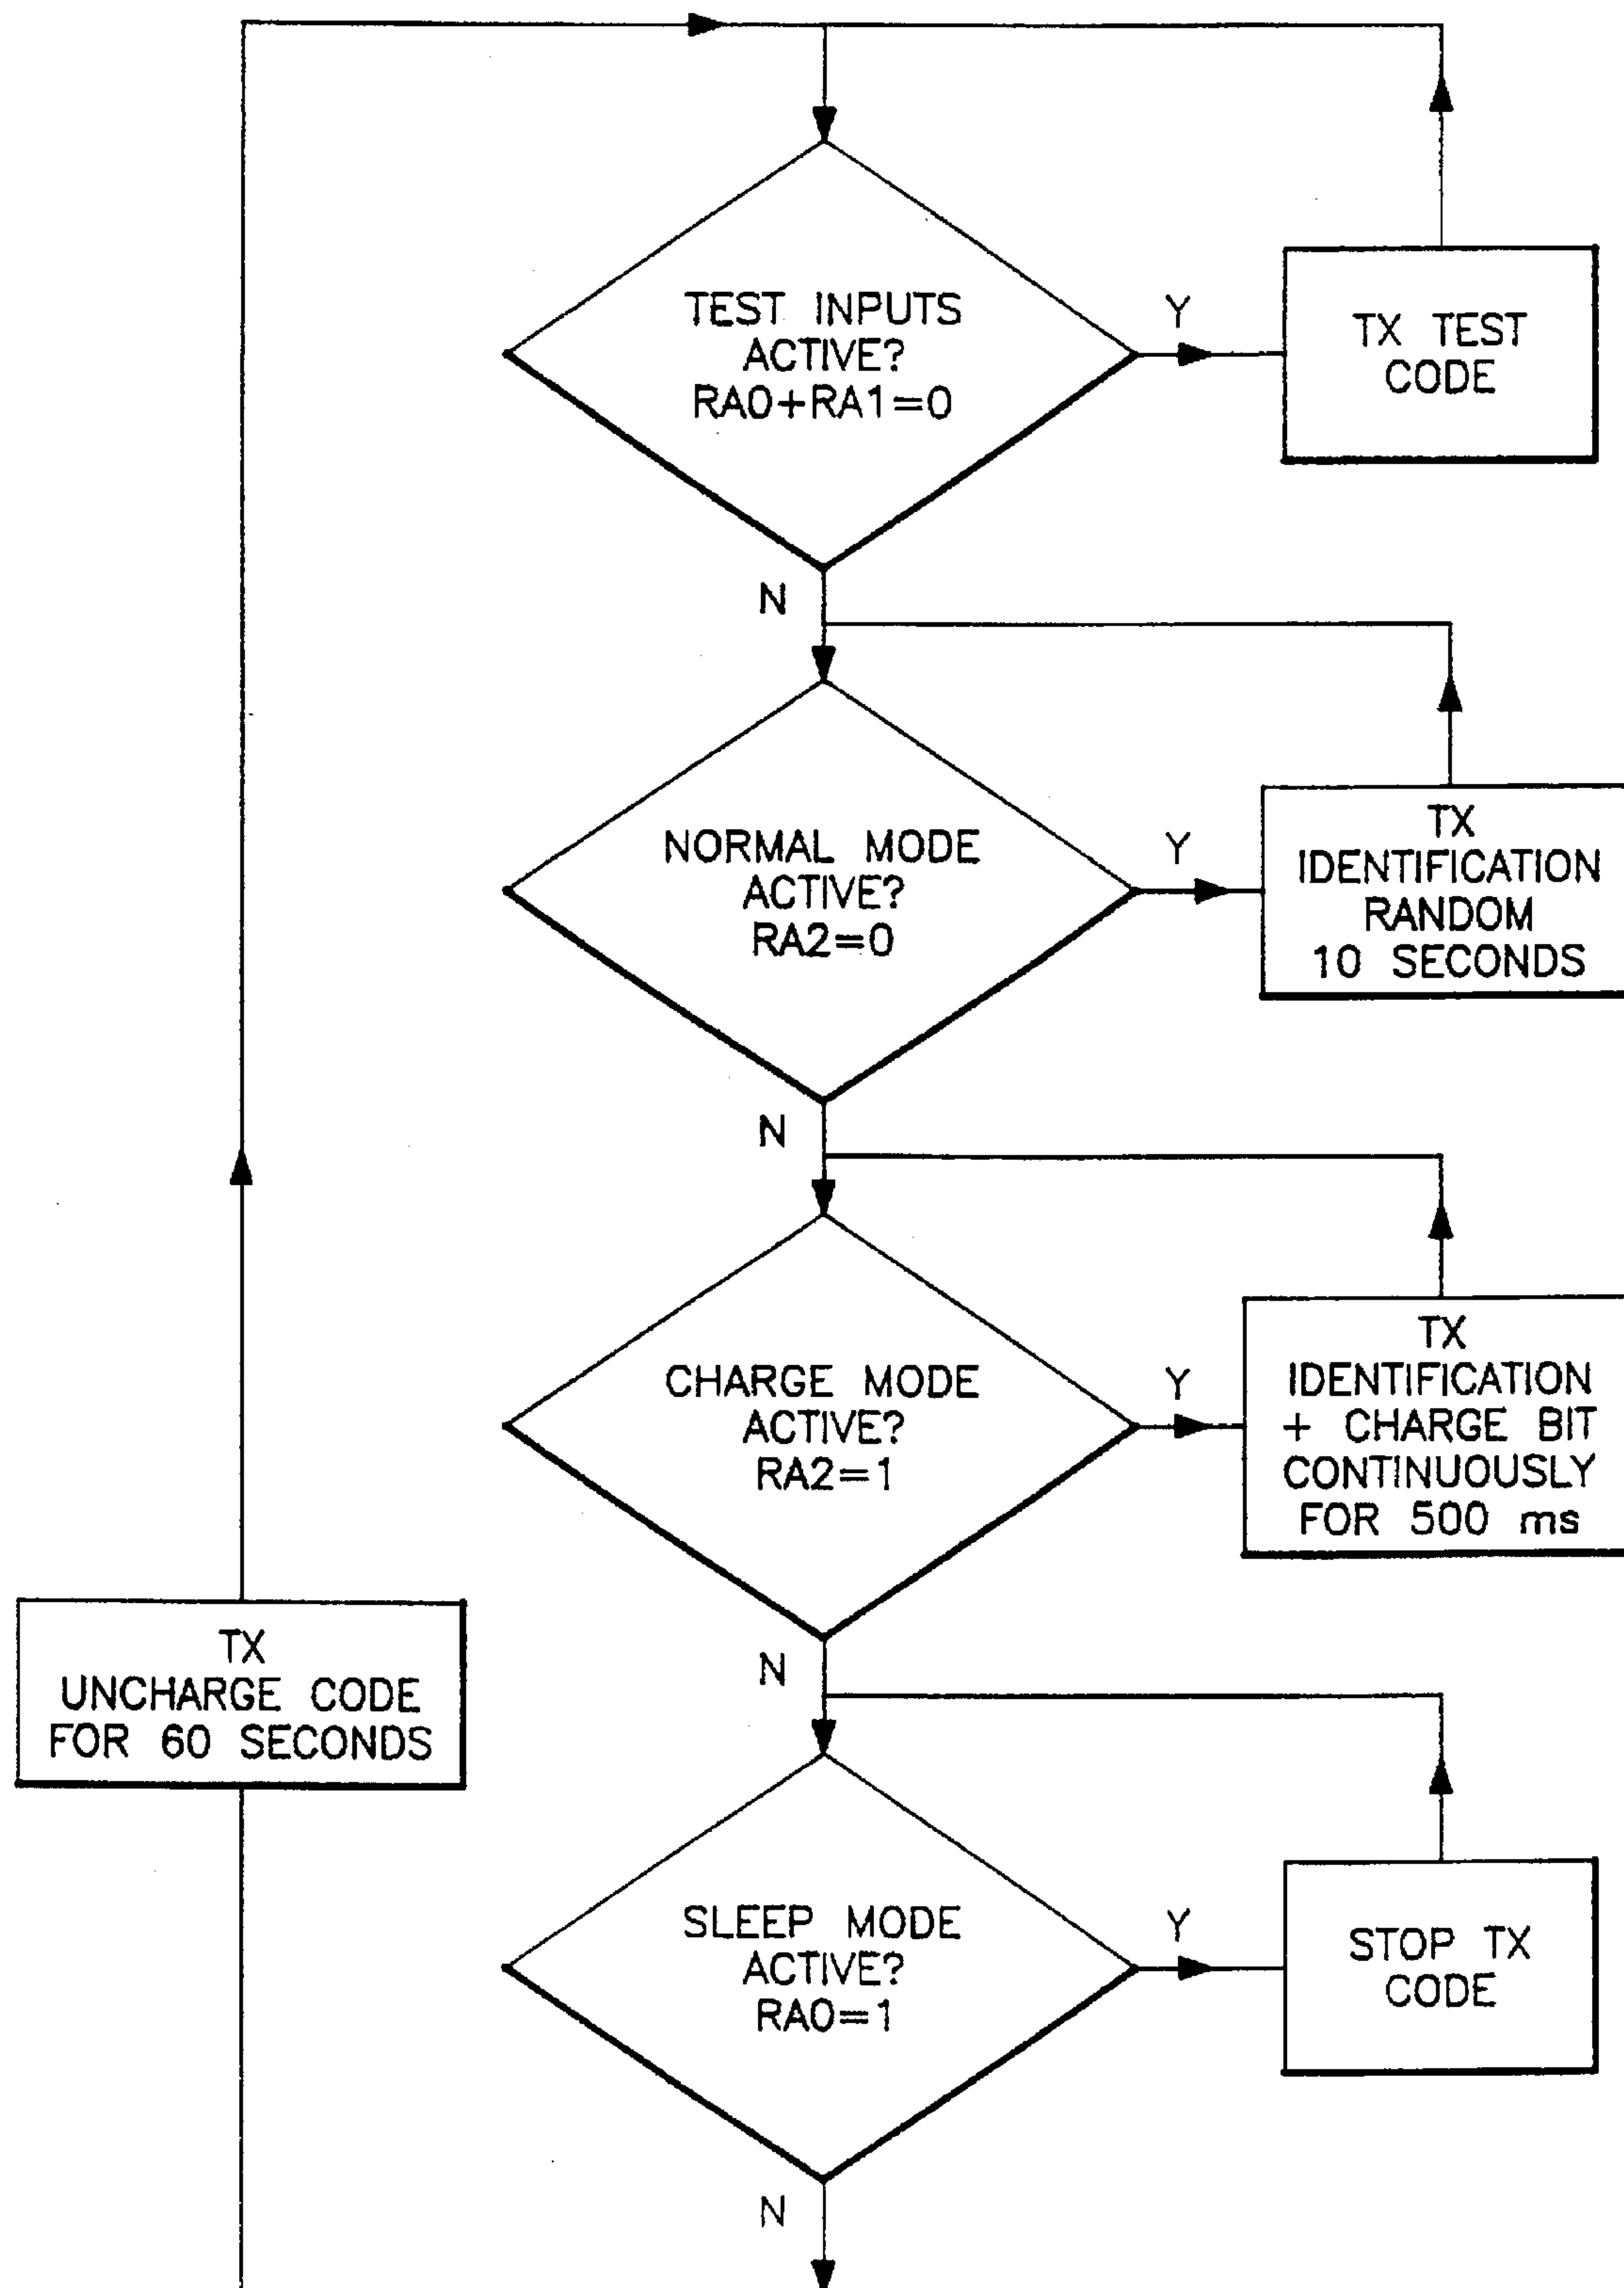 TEST INPUTS
ACTIVE?
RA0+RA1=0
Y
TX TEST
CODE
N
NORMAL MODE
ACTIVE?
RA2=0
Y
TX
IDENTIFICATION
RANDOM
10 SECONDS
N
CHARGE MODE
ACTIVE?
RA2=1
Y
TX
IDENTIFICATION
+ CHARGE BIT
CONTINUOUSLY
FOR 500 ms
N
TX
UNCHARGE CODE
FOR 60 SECONDS
SLEEP MODE
ACTIVE?
RA0=1
Y
STOP TX
CODE
N